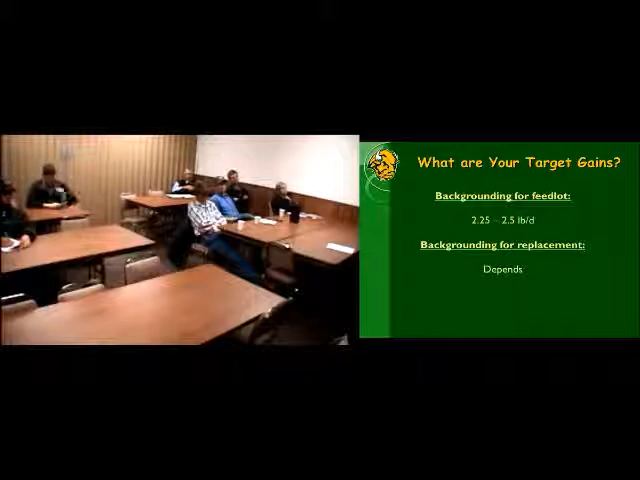 What are Your Target Gains?
Backgrounding for feedlot:
2.25 – 2.5 lb/d
Backgrounding for replacement:
Depends